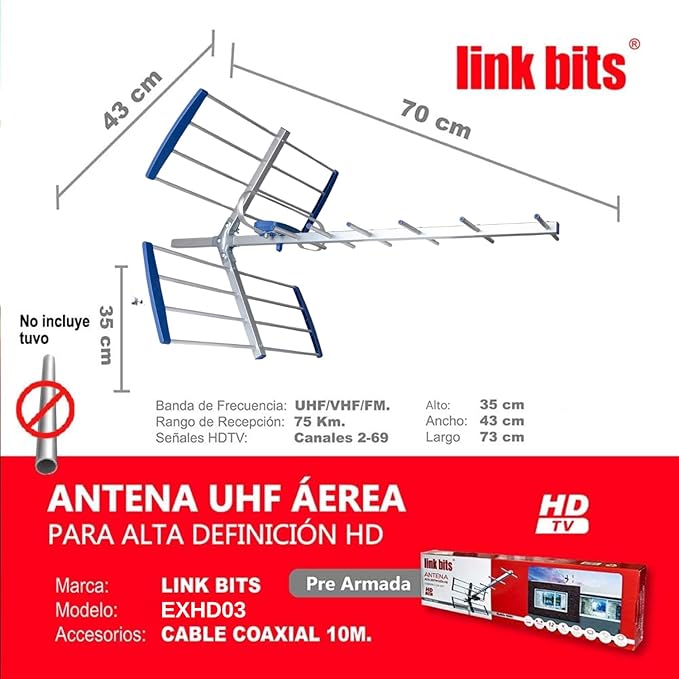 link bits®
43 cm
70 cm
35 cm
No incluye
tuvo
Banda de Frecuencia: UHF/VHF/FM.
Rango de Recepción: 75 Km.
Señales HDTV: Canales 2-69
Alto: 35 cm
Ancho: 43 cm
Largo 73 cm
ANTENA UHF ÁEREA
PARA ALTA DEFINICIÓN HD
HD
TV
Marca: LINK BITS
Modelo: EXHD03
Accesorios: CABLE COAXIAL 10M.
Pre Armada
link bits
ANTENA
HD